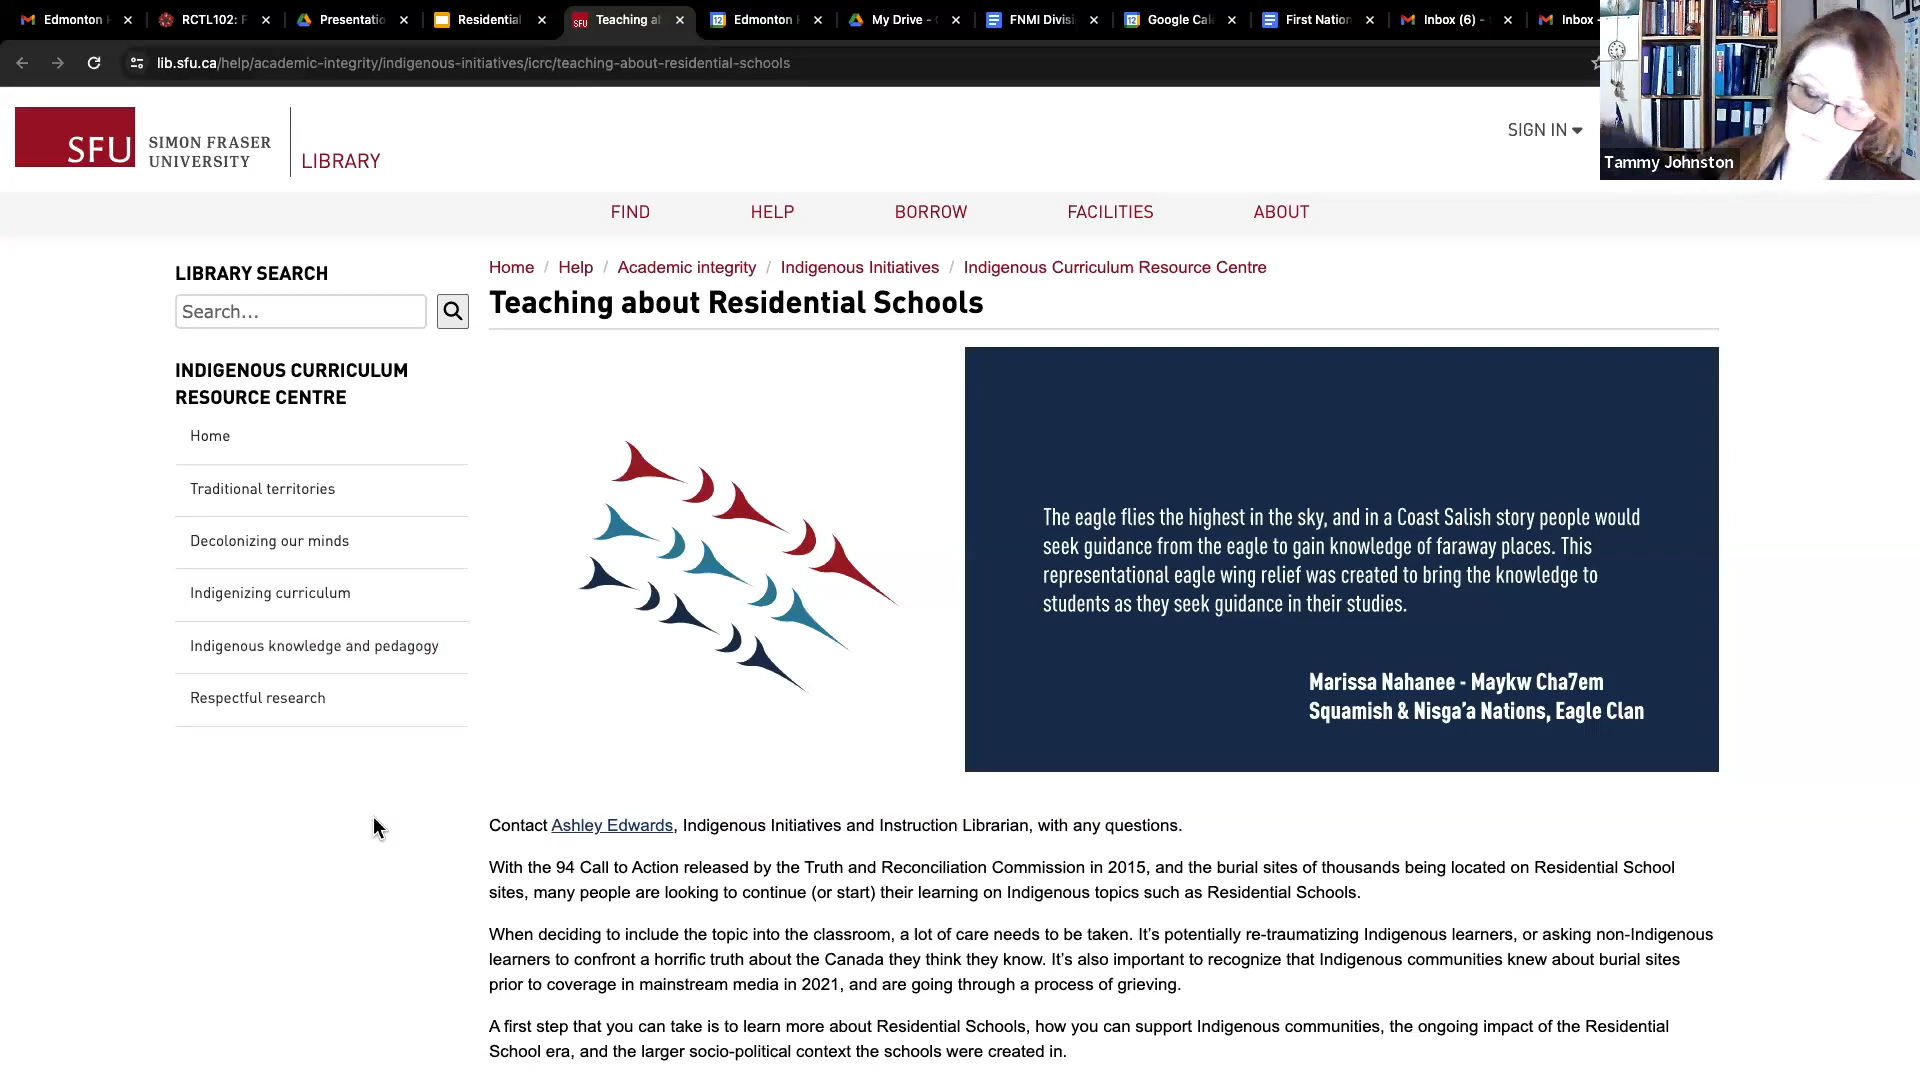 Edmonton
RCTL102: F
Presentatio
Residential
Teaching a
Edmonton
My Drive -
FNMI Divisi
Google Cal
First Nation
Inbox (6) -
Inbox -
lib.sfu.ca/help/academic-integrity/indigenous-initiatives/icrc/teaching-about-residential-schools
Tammy Johnston
SFU
SIMON FRASER
UNIVERSITY
LIBRARY
SIGN IN
FIND
HELP
BORROW
FACILITIES
ABOUT
LIBRARY SEARCH
Search...
INDIGENOUS CURRICULUM
RESOURCE CENTRE
Home
Traditional territories
Decolonizing our minds
Indigenizing curriculum
Indigenous knowledge and pedagogy
Respectful research
Home / Help / Academic integrity / Indigenous Initiatives / Indigenous Curriculum Resource Centre
Teaching about Residential Schools
The eagle flies the highest in the sky, and in a Coast Salish story people would
seek guidance from the eagle to gain knowledge of faraway places. This
representational eagle wing relief was created to bring the knowledge to
students as they seek guidance in their studies.
Marissa Nahanee - Maykw Cha7em
Squamish & Nisga’a Nations, Eagle Clan
Contact Ashley Edwards, Indigenous Initiatives and Instruction Librarian, with any questions.
With the 94 Call to Action released by the Truth and Reconciliation Commission in 2015, and the burial sites of thousands being located on Residential School
sites, many people are looking to continue (or start) their learning on Indigenous topics such as Residential Schools.
When deciding to include the topic into the classroom, a lot of care needs to be taken. It’s potentially re-traumatizing Indigenous learners, or asking non-Indigenous
learners to confront a horrific truth about the Canada they think they know. It’s also important to recognize that Indigenous communities knew about burial sites
prior to coverage in mainstream media in 2021, and are going through a process of grieving.
A first step that you can take is to learn more about Residential Schools, how you can support Indigenous communities, the ongoing impact of the Residential
School era, and the larger socio-political context the schools were created in.